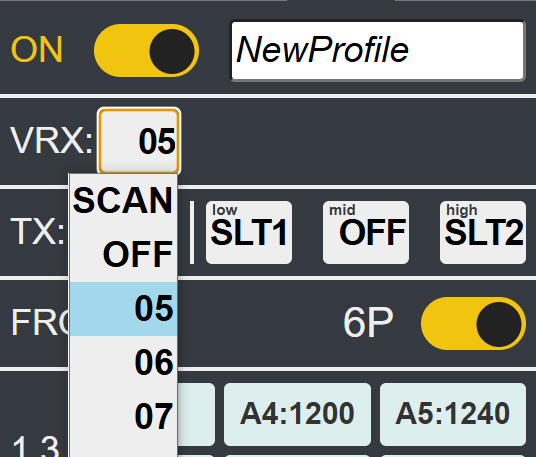 ON NewProfile
VRX: 05
SCAN
TX: low SLT1 mid OFF high SLT2
OFF
05
6P
06
07 A4:1200 A5:1240
1.3